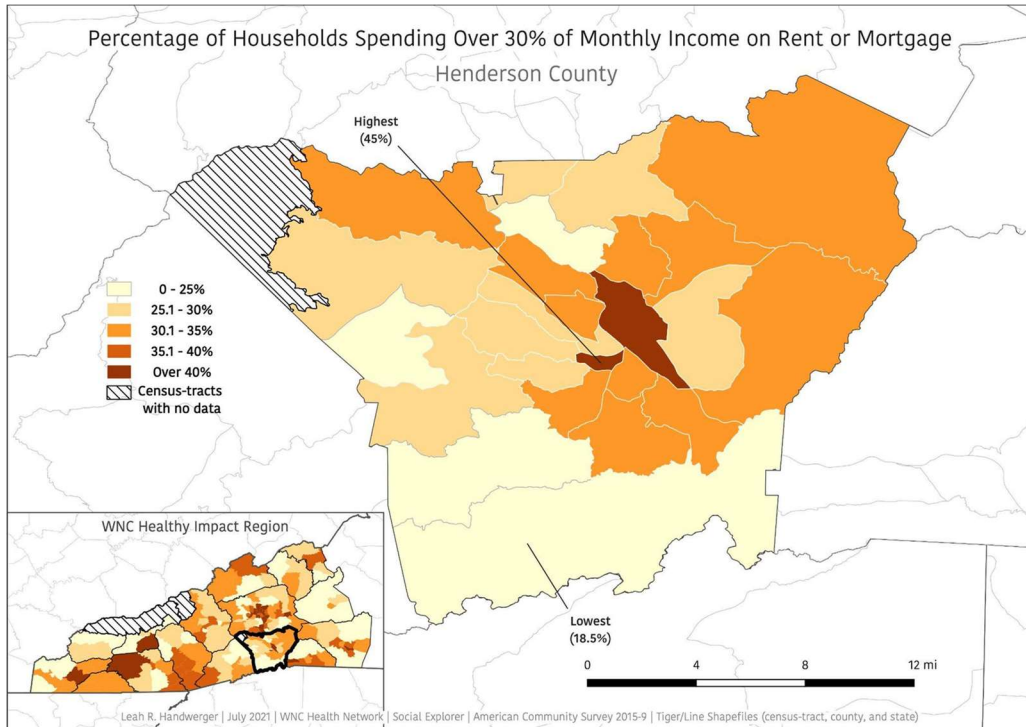 Percentage of Households Spending Over 30% of Monthly Income on Rent or Mortgage
Henderson County
Highest
(45%)
0 - 25%
25.1 - 30%
30.1 - 35%
35.1 - 40%
Over 40%
Census-tracts
with no data
WNC Healthy Impact Region
Lowest
(18.5%)
0 4 8 12 mi
Leah R. Handwerger | July 2021 | WNC Health Network | Social Explorer | American Community Survey 2015-9 | Tiger/Line Shapefiles (census-tract, county, and state)